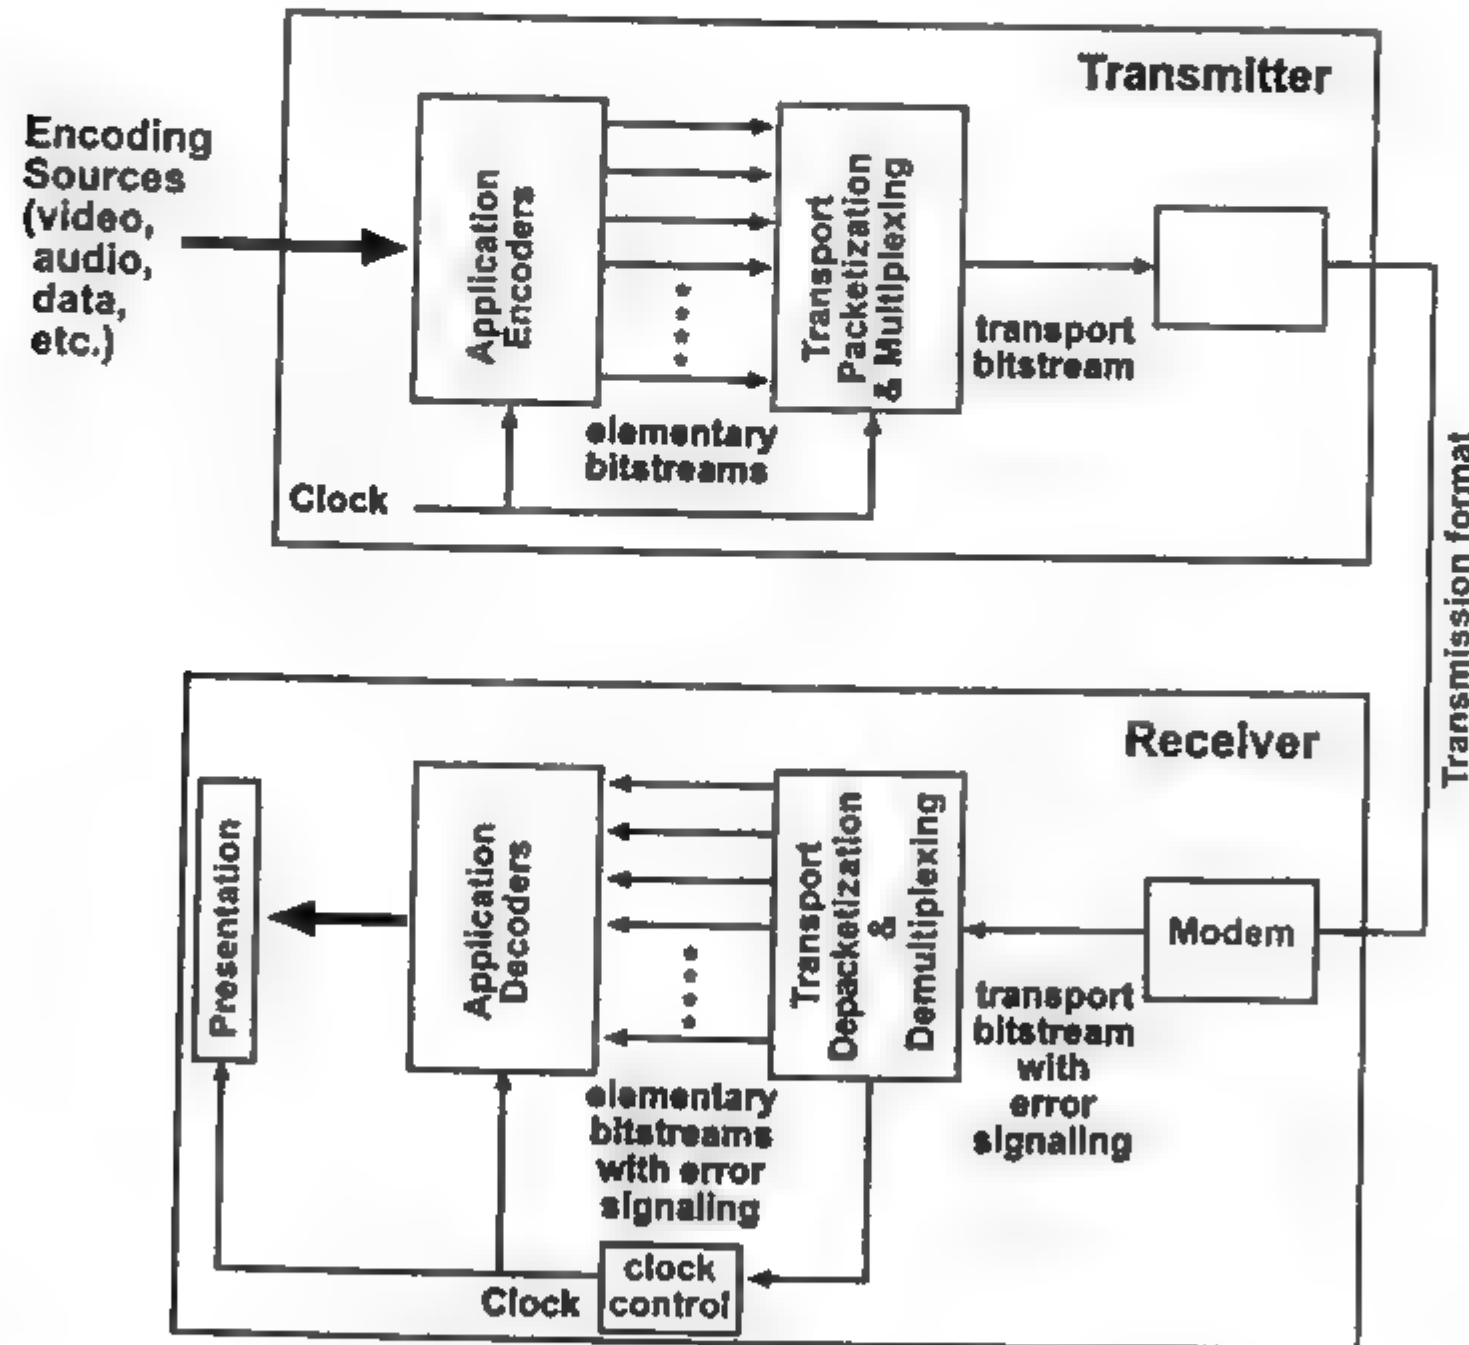 Transmitter
Encoding
Sources
(video,
audio,
data,
etc.)
Application
Encoders
Transport
Packetization
& Multiplexing
transport
bitstream
elementary
bitstreams
Clock
Transmission format
Receiver
Presentation
Application
Decoders
Transport
Depacketization
&
Demultiplexing
Modem
transport
bitstream
with
error
signaling
elementary
bitstreams
with error
signaling
clock
control
Clock